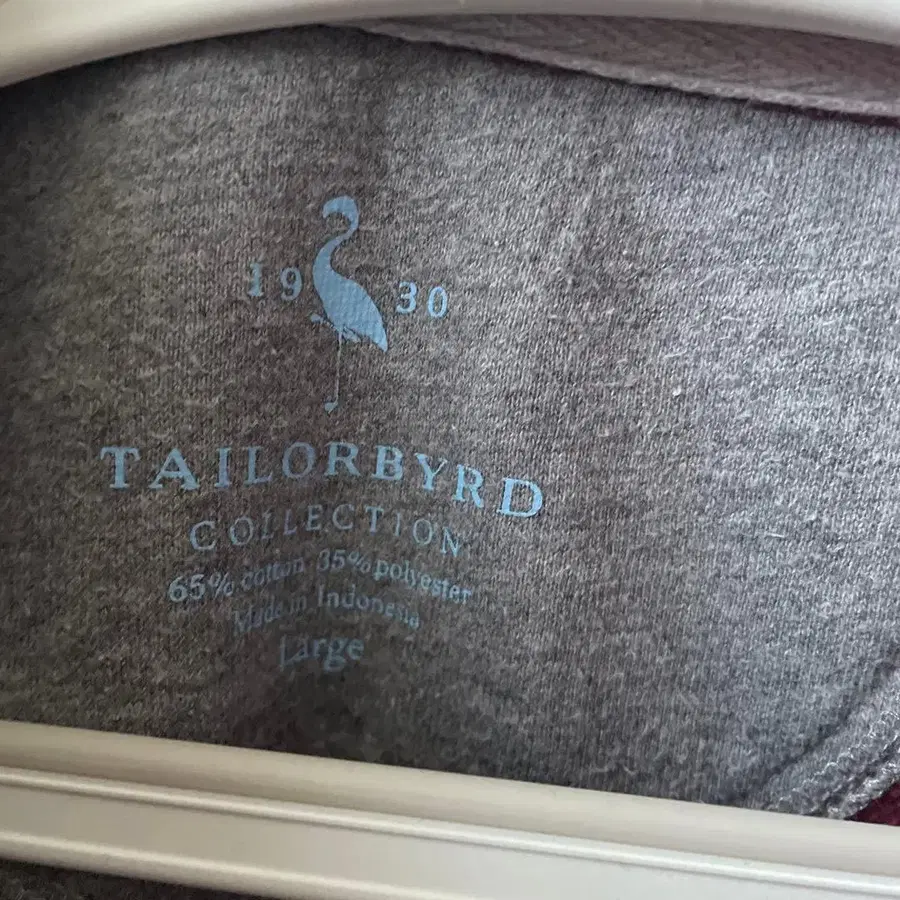 19 30
TAILORBYRD
COLLECTION
65% cotton 35% polyester
Made in Indonesia
Large